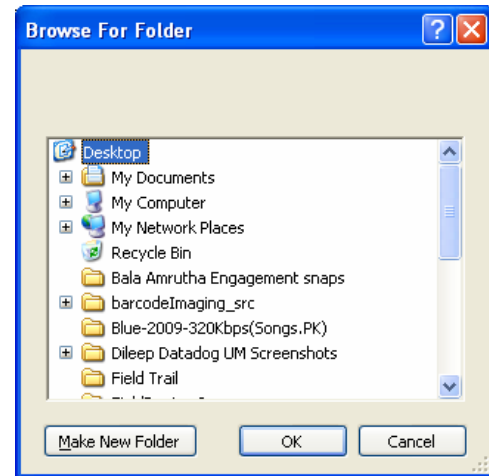 Browse For Folder
Desktop
My Documents
My Computer
My Network Places
Recycle Bin
Bala Amrutha Engagement snaps
barcodeImaging_src
Blue-2009-320Kbps(Songs.PK)
Dileep Datadog UM Screenshots
Field Trail
Make New Folder
OK
Cancel